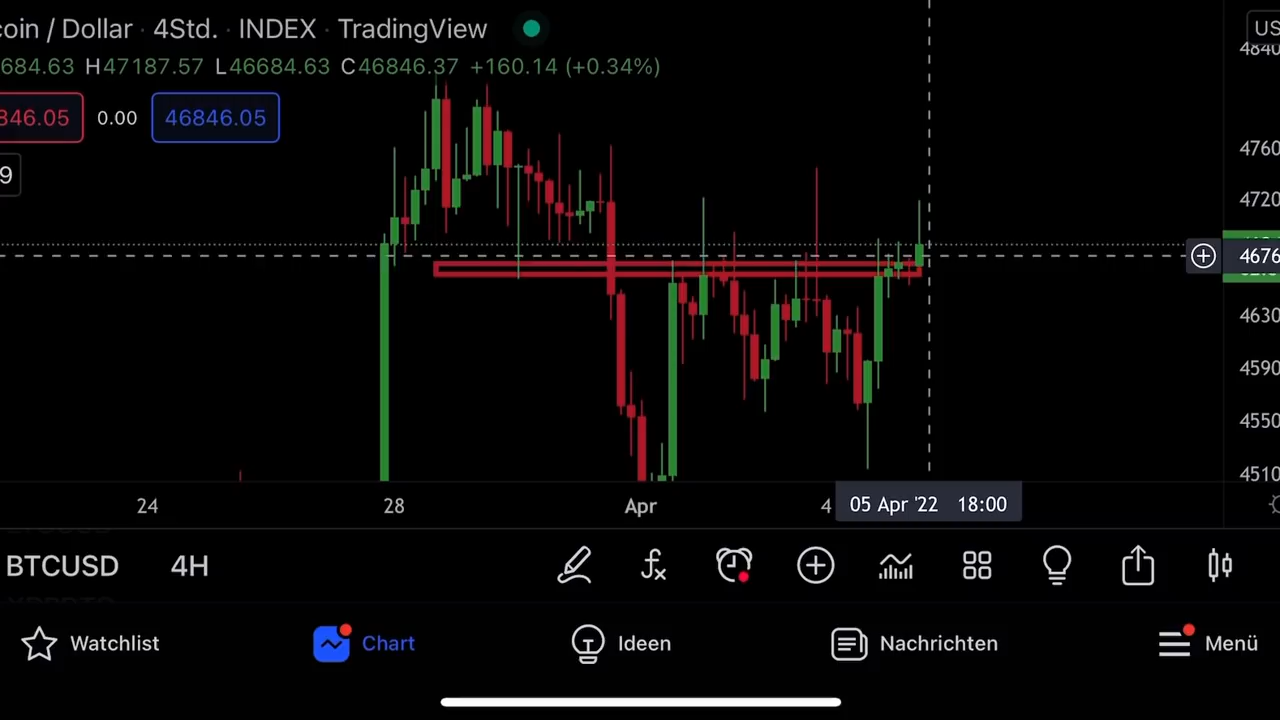 coin / Dollar · 4Std. · INDEX · TradingView
US
684.63 H47187.57 L46684.63 C46846.37 +160.14 (+0.34%)
4840
846.05 0.00 46846.05
4760
9
4720
4676
4630
4590
4550
4510
24 28 Apr 4 05 Apr '22 18:00
BTCUSD 4H
Watchlist Chart Ideen Nachrichten Menü